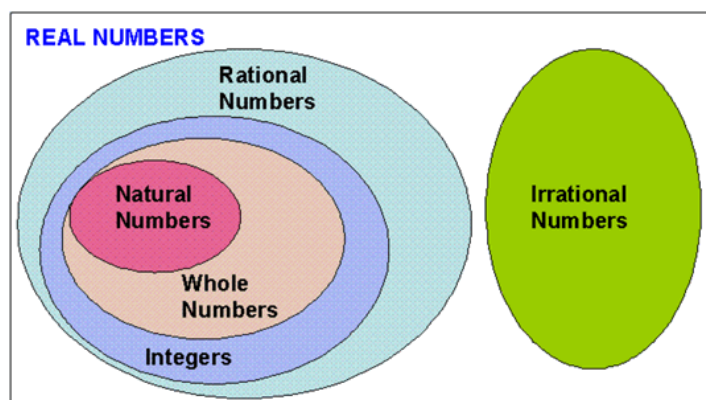 REAL NUMBERS
Rational
Numbers
Natural
Numbers
Whole
Numbers
Integers
Irrational
Numbers